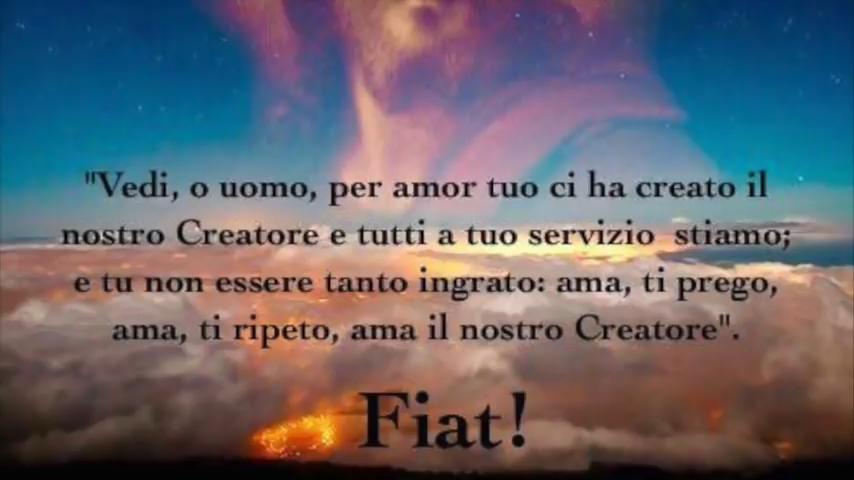 "Vedi, o uomo, per amor tuo ci ha creato il
nostro Creatore e tutti a tuo servizio stiamo;
e tu non essere tanto ingrato: ama, ti prego,
ama, ti ripeto, ama il nostro Creatore".
Fiat!